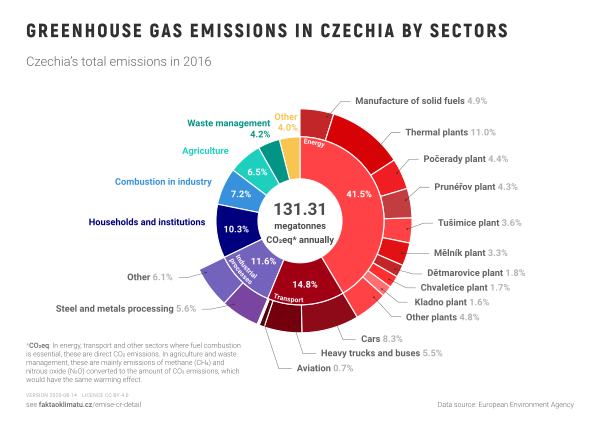 GREENHOUSE GAS EMISSIONS IN CZECHIA BY SECTORS
Czechia's total emissions in 2016
Manufacture of solid fuels 4.9%
Thermal plants 11.0%
Počerady plant 4.4%
Prunéřov plant 4.3%
Tušimice plant 3.6%
Mělník plant 3.3%
Dětmarovice plant 1.8%
Chvaletice plant 1.7%
Kladno plant 1.6%
Other plants 4.8%
Cars 8.3%
Heavy trucks and buses 5.5%
Aviation 0.7%
Steel and metals processing 5.6%
Other 6.1%
Households and institutions
Combustion in industry
Agriculture
Waste management
4.2%
Other
4.0%
Energy
41.5%
Transport
14.8%
Industrial
processes
11.6%
10.3%
7.2%
6.5%
131.31
megatonnes
CO₂eq* annually
*CO₂eq In energy, transport and other sectors where fuel combustion
is essential, these are direct CO₂ emissions. In agriculture and waste
management, these are mainly emissions of methane (CH₄) and
nitrous oxide (N₂O) converted to the amount of CO₂ emissions, which
would have the same warming effect.
VERSION 2020-08-14 LICENCE CC BY 4.0
see faktaoklimatu.cz/emise-cr-detail
Data source: European Environment Agency